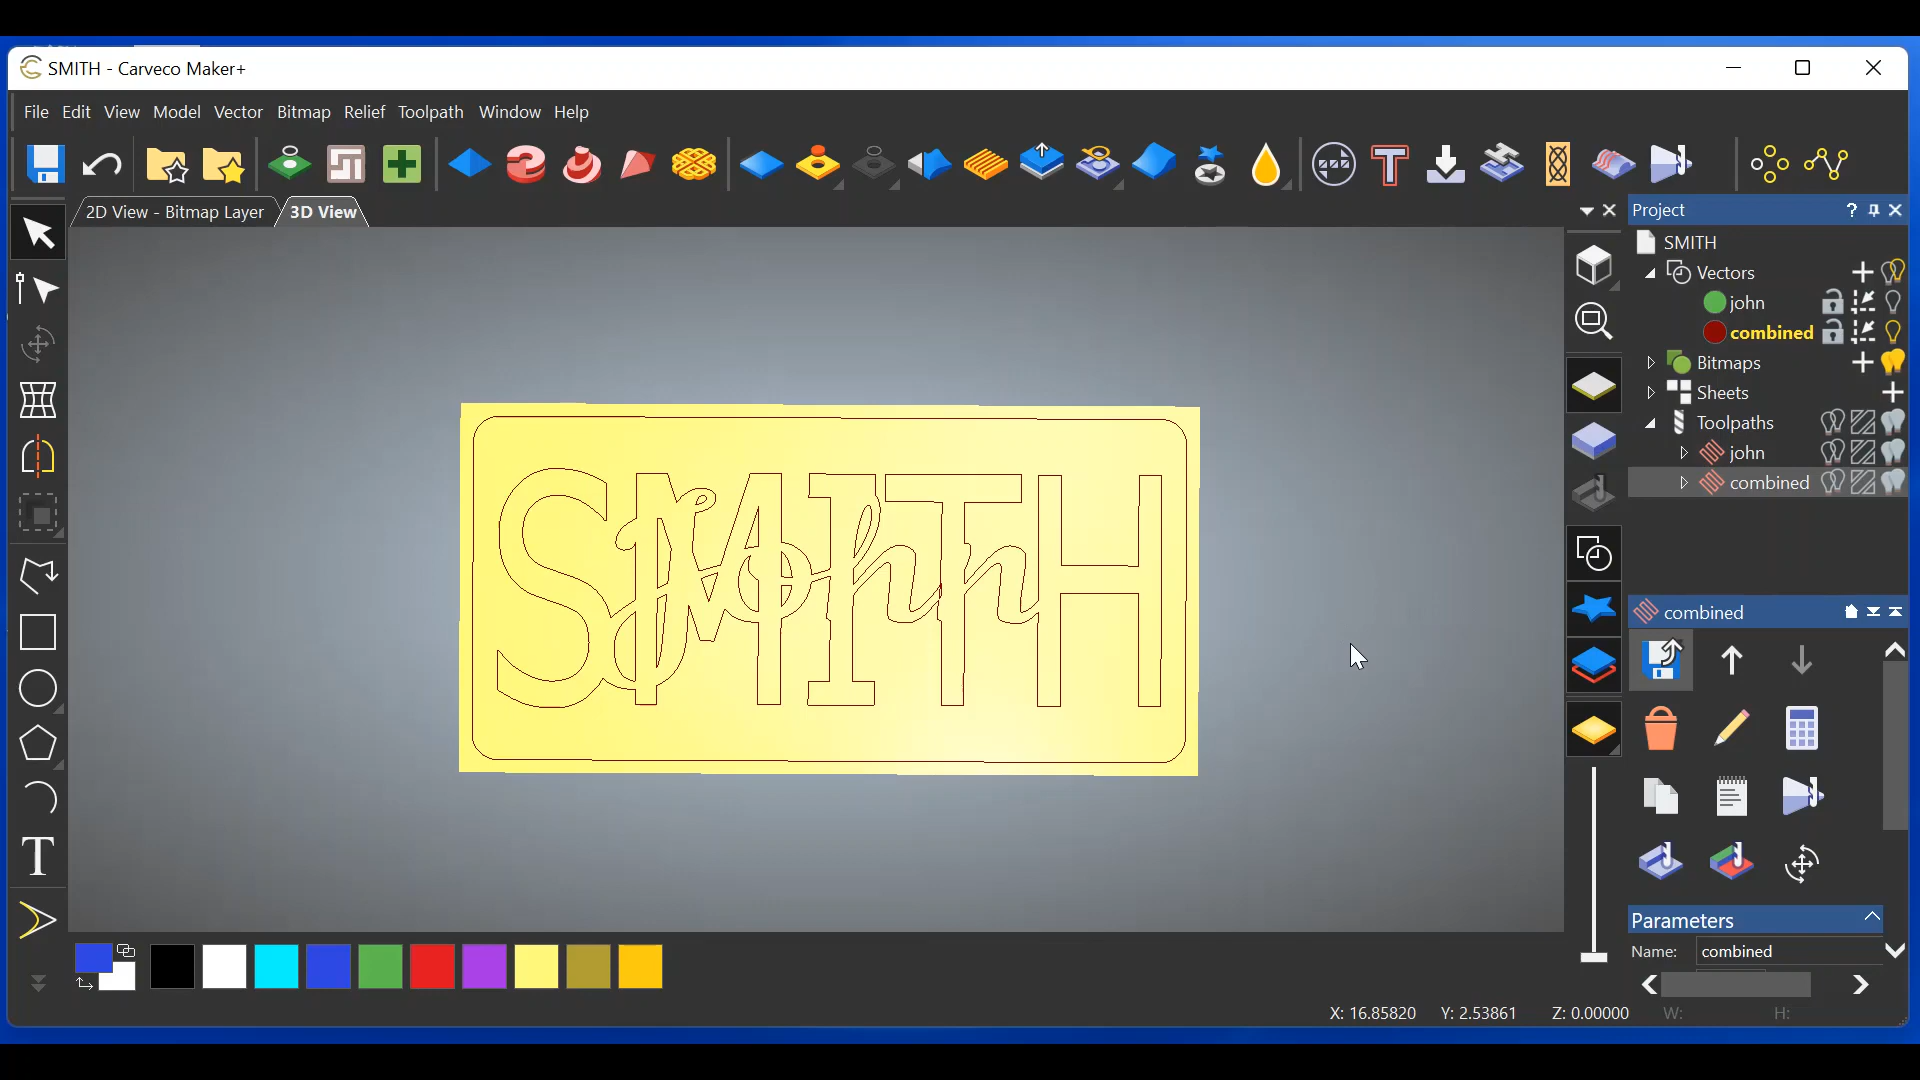 SMITH - Carveco Maker+
File Edit View Model Vector Bitmap Relief Toolpath Window Help
2D View - Bitmap Layer 3D View
Project ?
SMITH
Vectors
john
combined
Bitmaps
Sheets
Toolpaths
john
combined
SMITH
John
combined
Parameters
Name: combined
X: 16.85820 Y: 2.53861 Z: 0.00000 W: H: